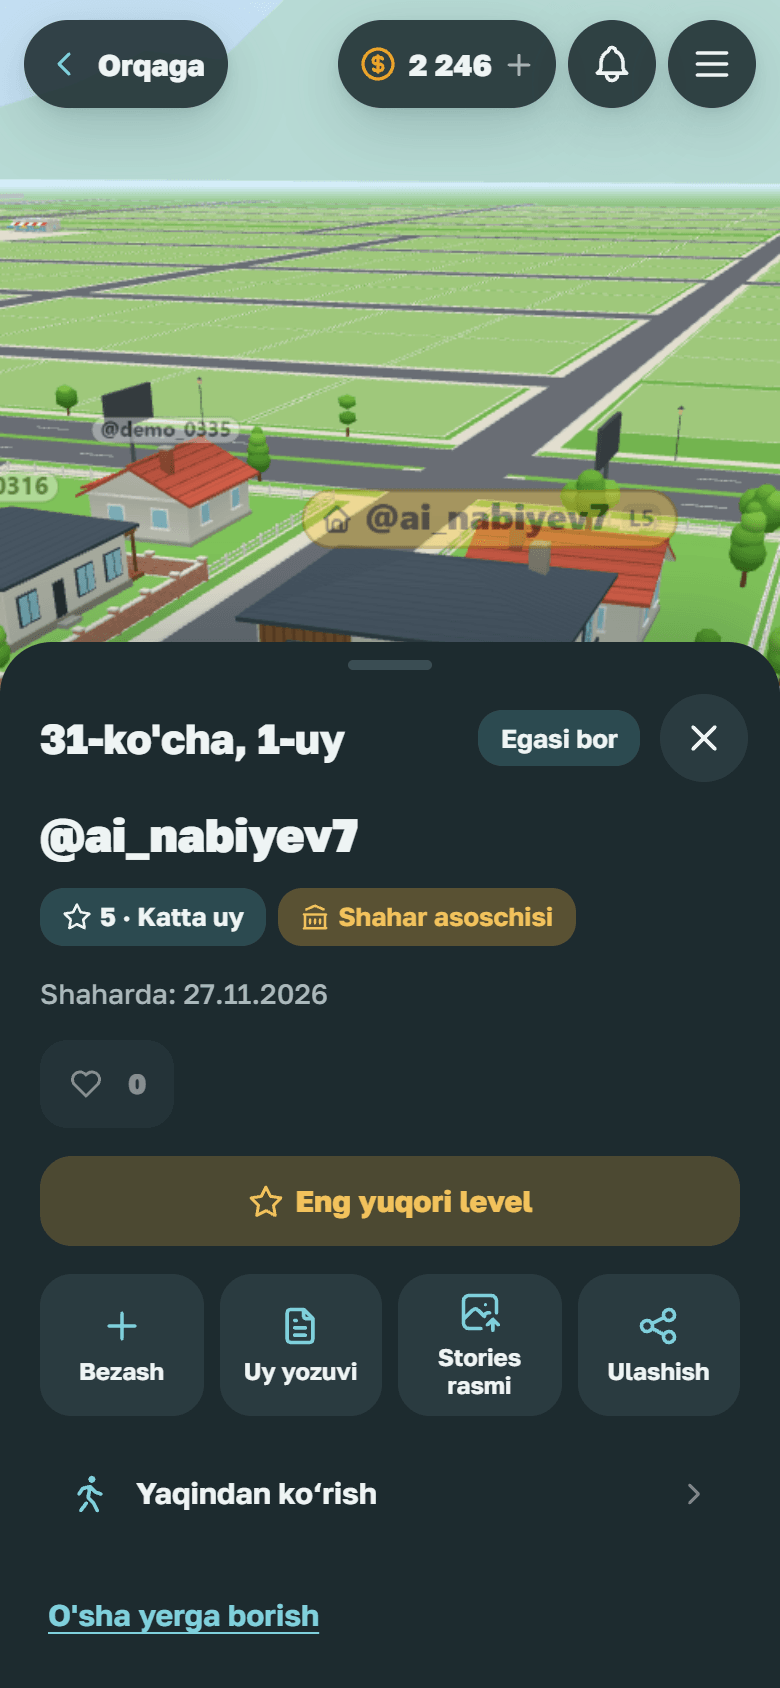 Orqaga
2 246
@demo_0335
0316
@ai_nabiyev7 L5
31-ko'cha, 1-uy
Egasi bor
@ai_nabiyev7
5 · Katta uy
Shahar asoschisi
Shaharda: 27.11.2026
0
Eng yuqori level
Bezash
Uy yozuvi
Stories
rasmi
Ulashish
Yaqindan ko‘rish
O'sha yerga borish